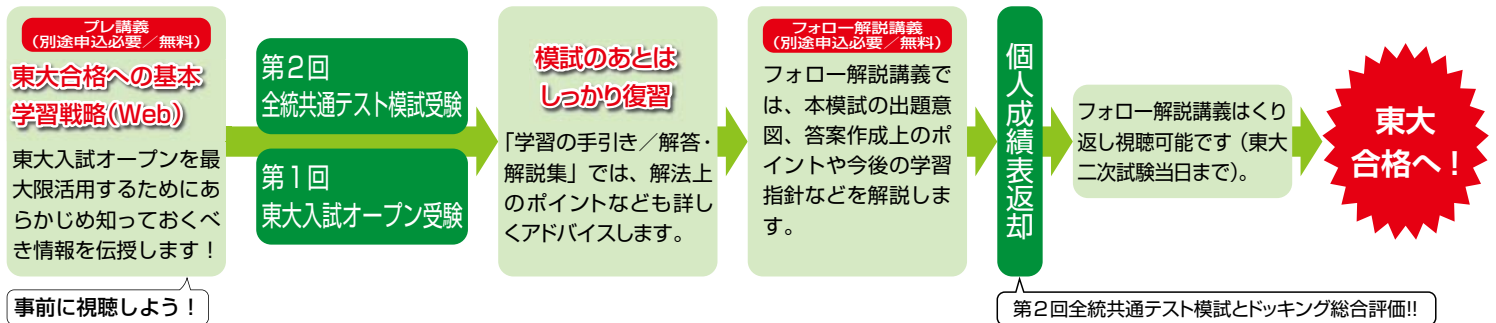 プレ講義
(別途申込必要／無料)
東大合格への基本
学習戦略(Web)
東大入試オープンを最
大限活用するためにあ
らかじめ知っておくべ
き情報を伝授します！
事前に視聴しよう！
第2回
全統共通テスト模試受験
第1回
東大入試オープン受験
模試のあとは
しっかり復習
「学習の手引き／解答・
解説集」では、解法上
のポイントなども詳し
くアドバイスします。
フォロー解説講義
(別途申込必要／無料)
フォロー解説講義で
は、本模試の出題意
図、答案作成上のポ
イントや今後の学習
指針などを解説しま
す。
個人成績表返却
第2回全統共通テスト模試とドッキング総合評価!!
フォロー解説講義はくり
返し視聴可能です（東大
二次試験当日まで）。
東大
合格へ！